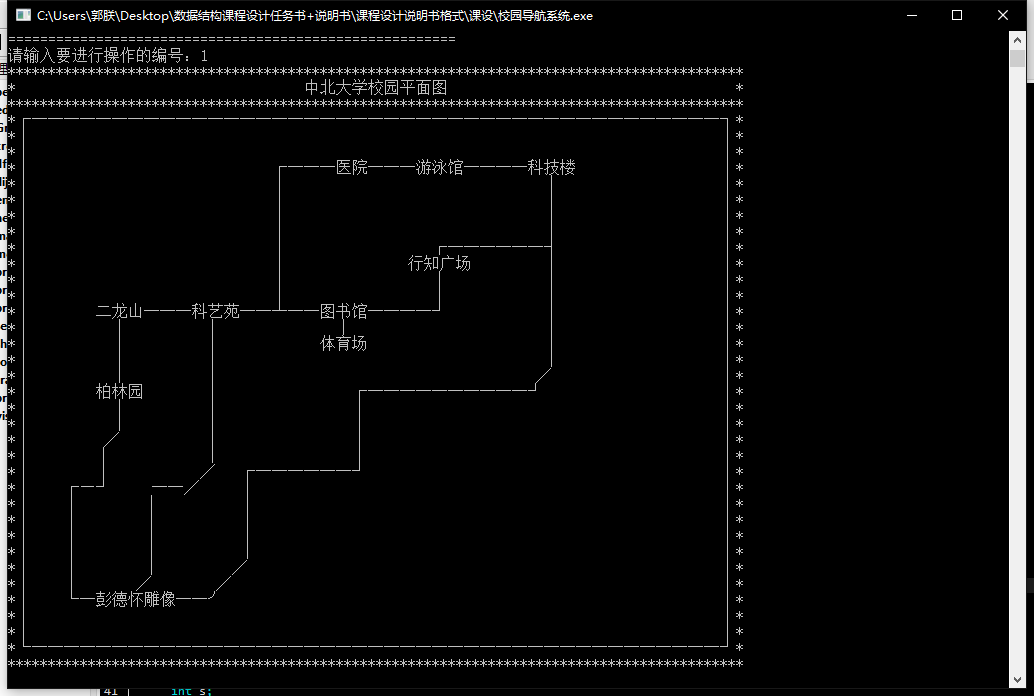 C:\Users\郭朕\Desktop\数据结构课程设计任务书+说明书\课程设计说明书格式\课设\校园导航系统.exe
请输入要进行操作的编号：1
中北大学校园平面图
医院 游泳馆 科技楼
行知广场
二龙山 科艺苑 图书馆
体育场
柏林园
彭德怀雕像
41 int s;